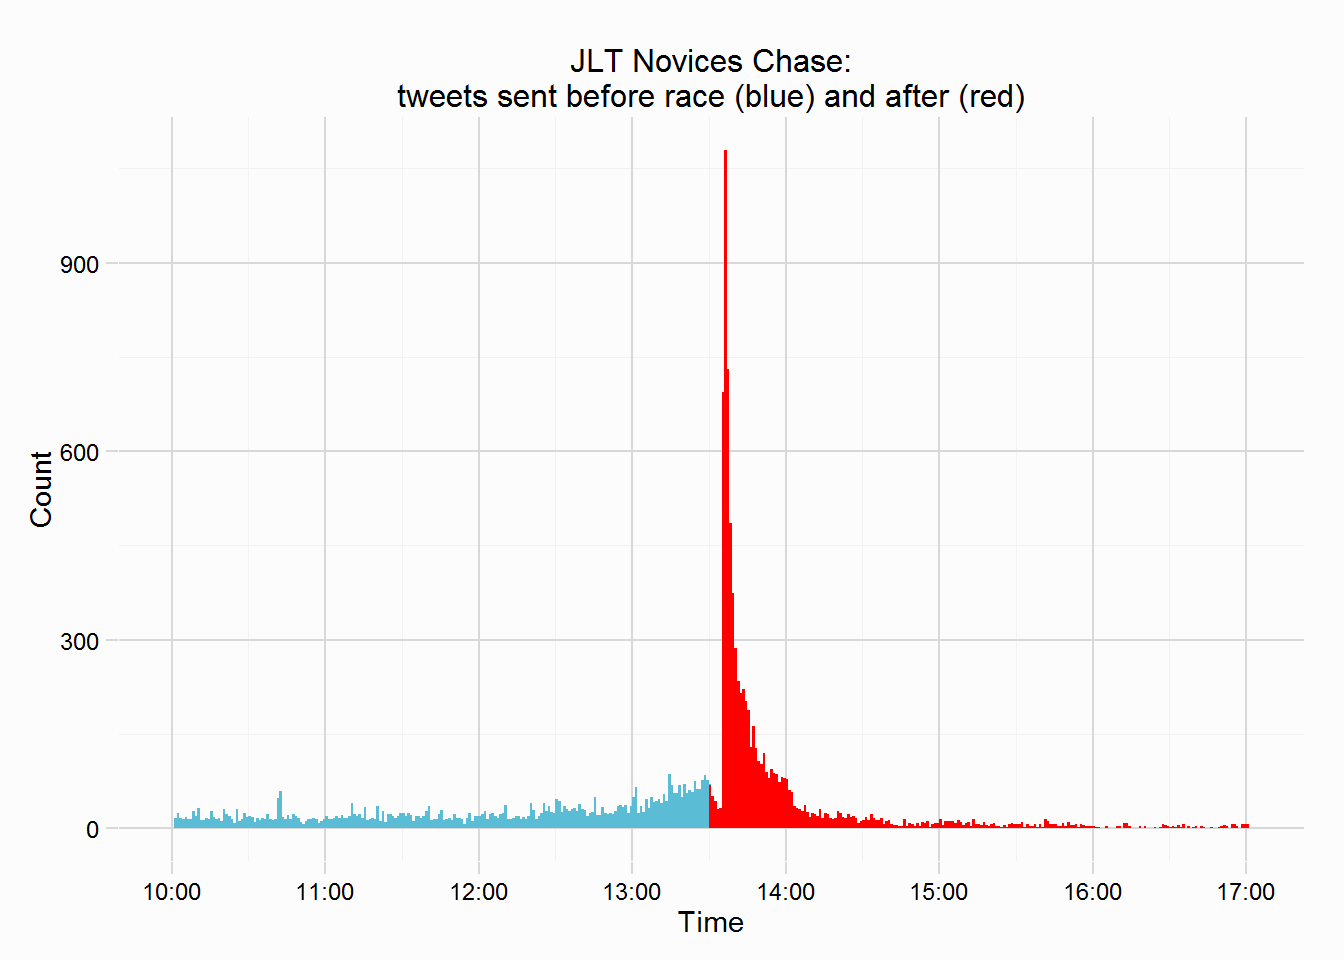 JLT Novices Chase:
tweets sent before race (blue) and after (red)
900
600
300
0
Count
10:00 11:00 12:00 13:00 14:00 15:00 16:00 17:00
Time